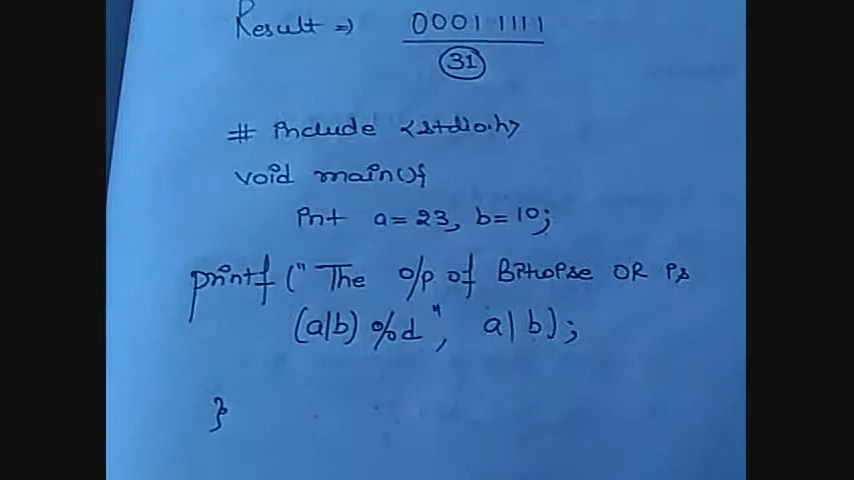 Result =) 0001 1111
31
# include <stdio.h>
void main(){
int a=23, b=10;
printf (" The o/p of Bitwise OR is
(a|b) %d", a|b);
}